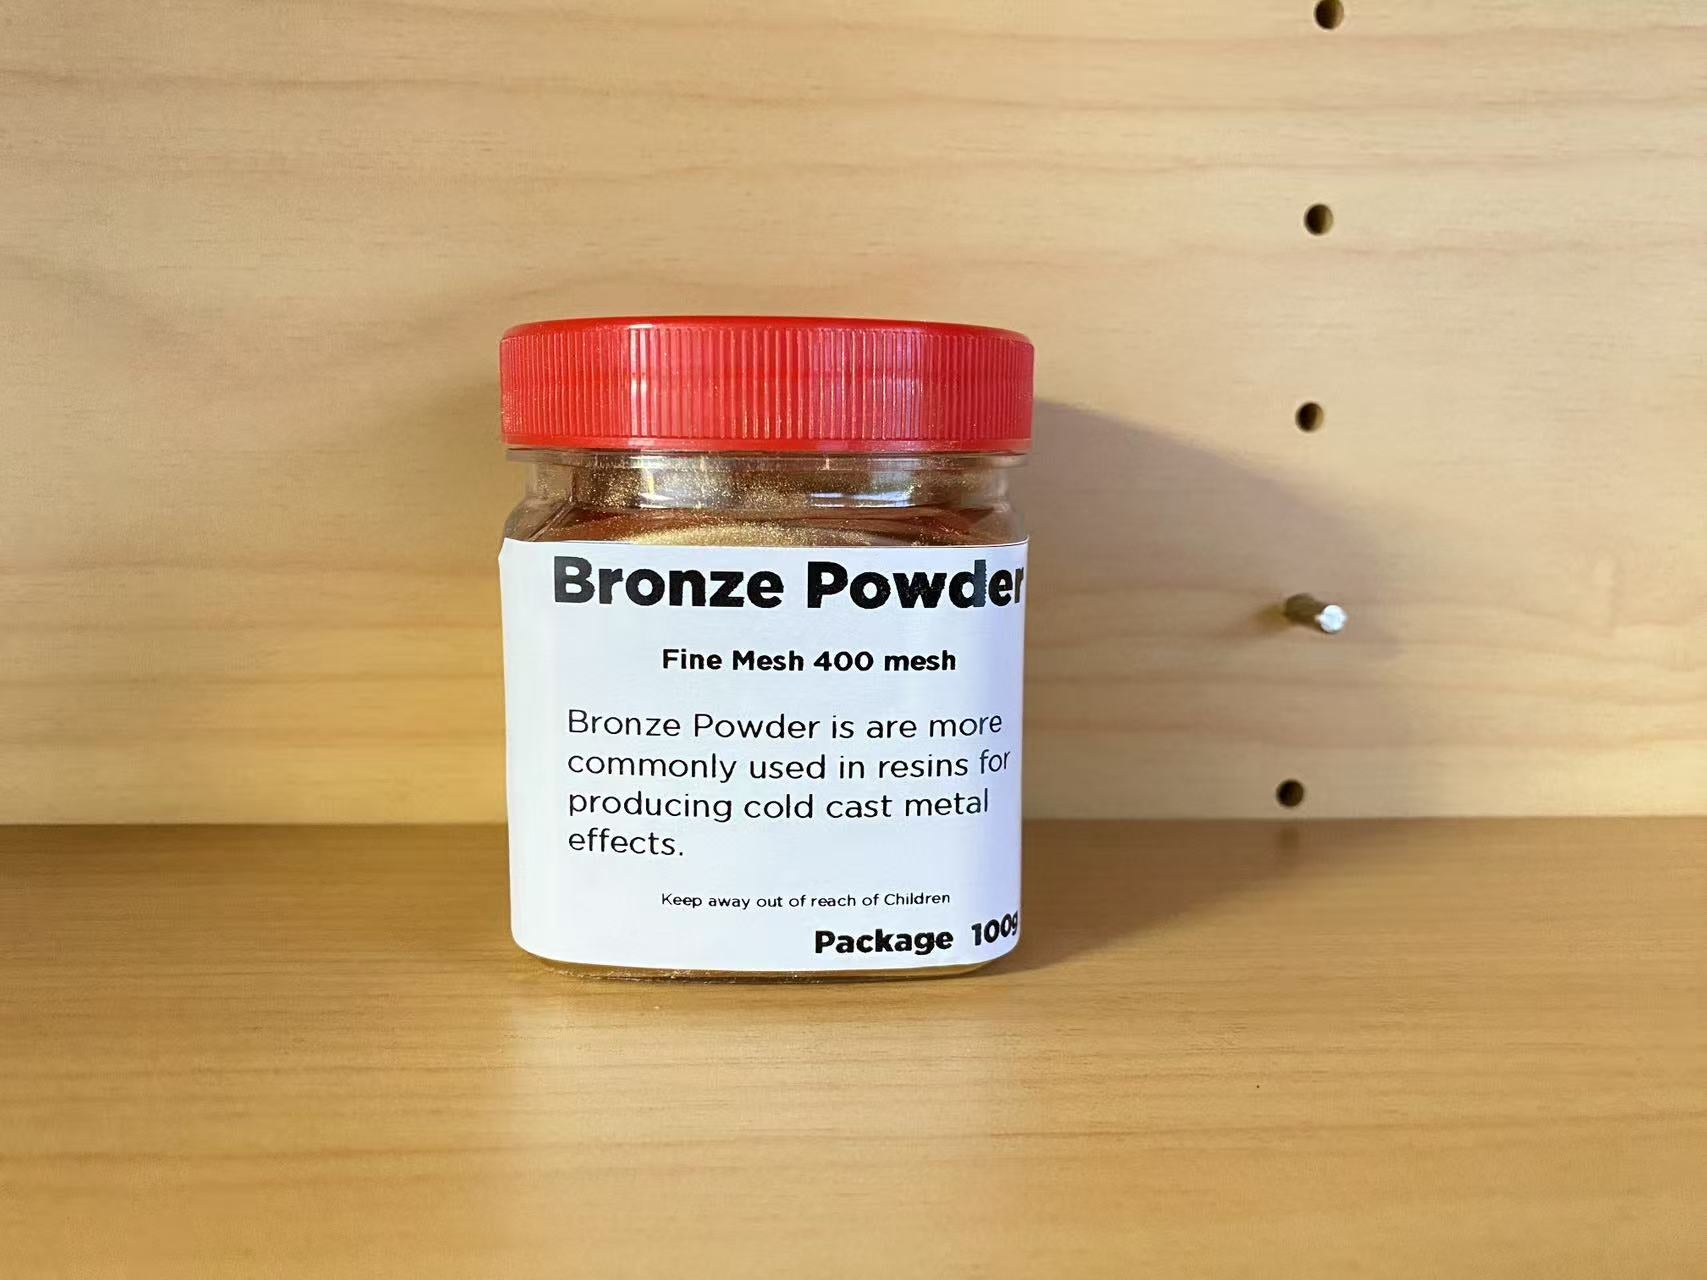 Bronze Powder
Fine Mesh 400 mesh
Bronze Powder is are more
commonly used in resins for
producing cold cast metal
effects.
Keep away out of reach of Children
Package 100g